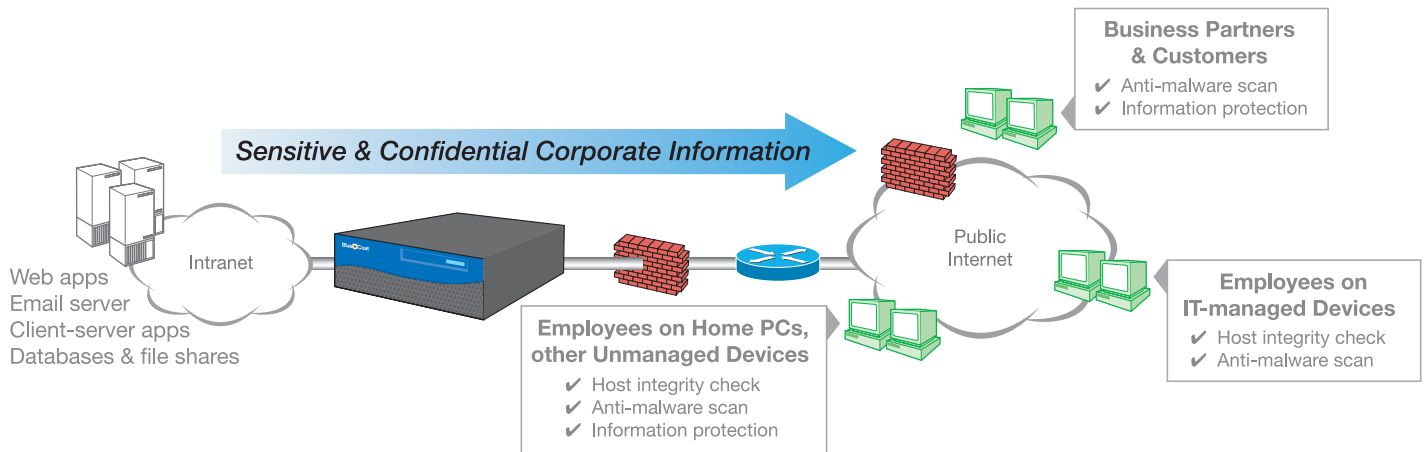 Business Partners
& Customers
✔ Anti-malware scan
✔ Information protection
Sensitive & Confidential Corporate Information
Blue Coat
Intranet
Public
Internet
Web apps
Email server
Client-server apps
Databases & file shares
Employees on Home PCs,
other Unmanaged Devices
✔ Host integrity check
✔ Anti-malware scan
✔ Information protection
Employees on
IT-managed Devices
✔ Host integrity check
✔ Anti-malware scan